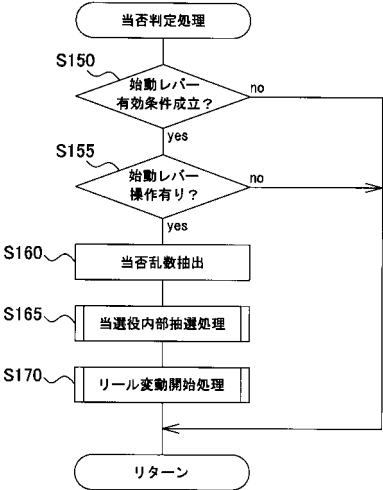 当否判定処理
S150
始動レバー
有効条件成立?
no
yes
S155
始動レバー
操作有り?
no
yes
S160
当否乱数抽出
S165
当選役内部抽選処理
S170
リール変動開始処理
リターン